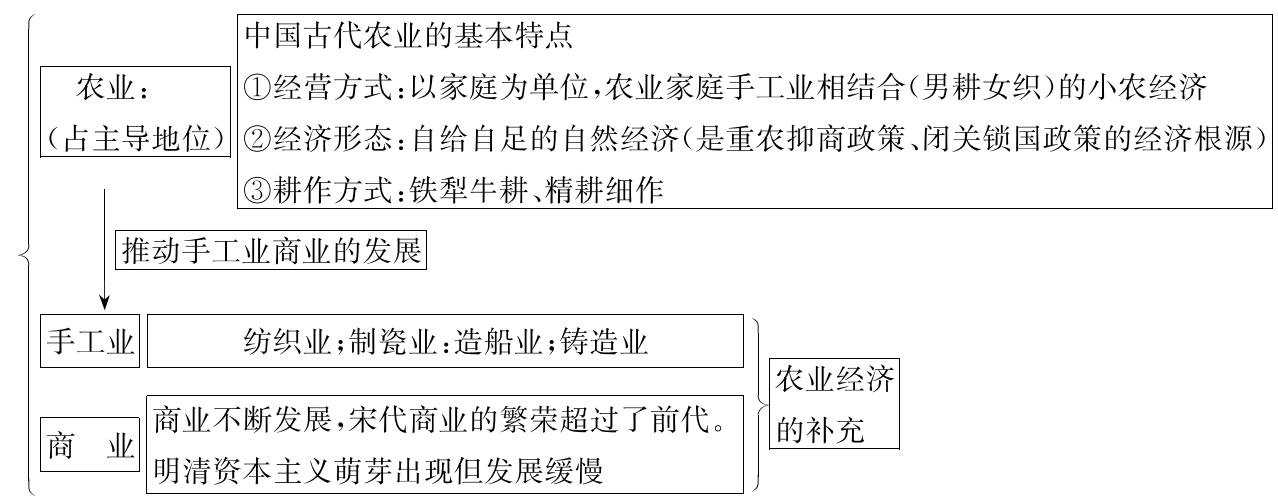 中国古代农业的基本特点
农业：
（占主导地位）
①经营方式：以家庭为单位，农业家庭手工业相结合（男耕女织）的小农经济
②经济形态：自给自足的自然经济（是重农抑商政策、闭关锁国政策的经济根源）
③耕作方式：铁犁牛耕、精耕细作
推动手工业商业的发展
手工业
纺织业；制瓷业：造船业；铸造业
商 业
商业不断发展，宋代商业的繁荣超过了前代。
明清资本主义萌芽出现但发展缓慢
农业经济
的补充